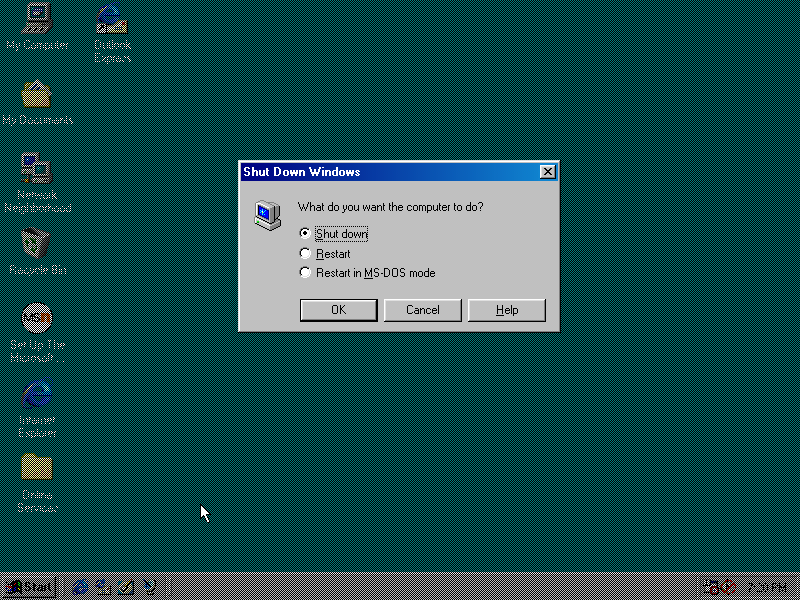 My Computer
Outlook
Express
My Documents
Network
Neighborhood
Recycle Bin
Set Up The
Microsoft ...
Internet
Explorer
Online
Services
Shut Down Windows
What do you want the computer to do?
Shut down
Restart
Restart in MS-DOS mode
OK
Cancel
Help
Start